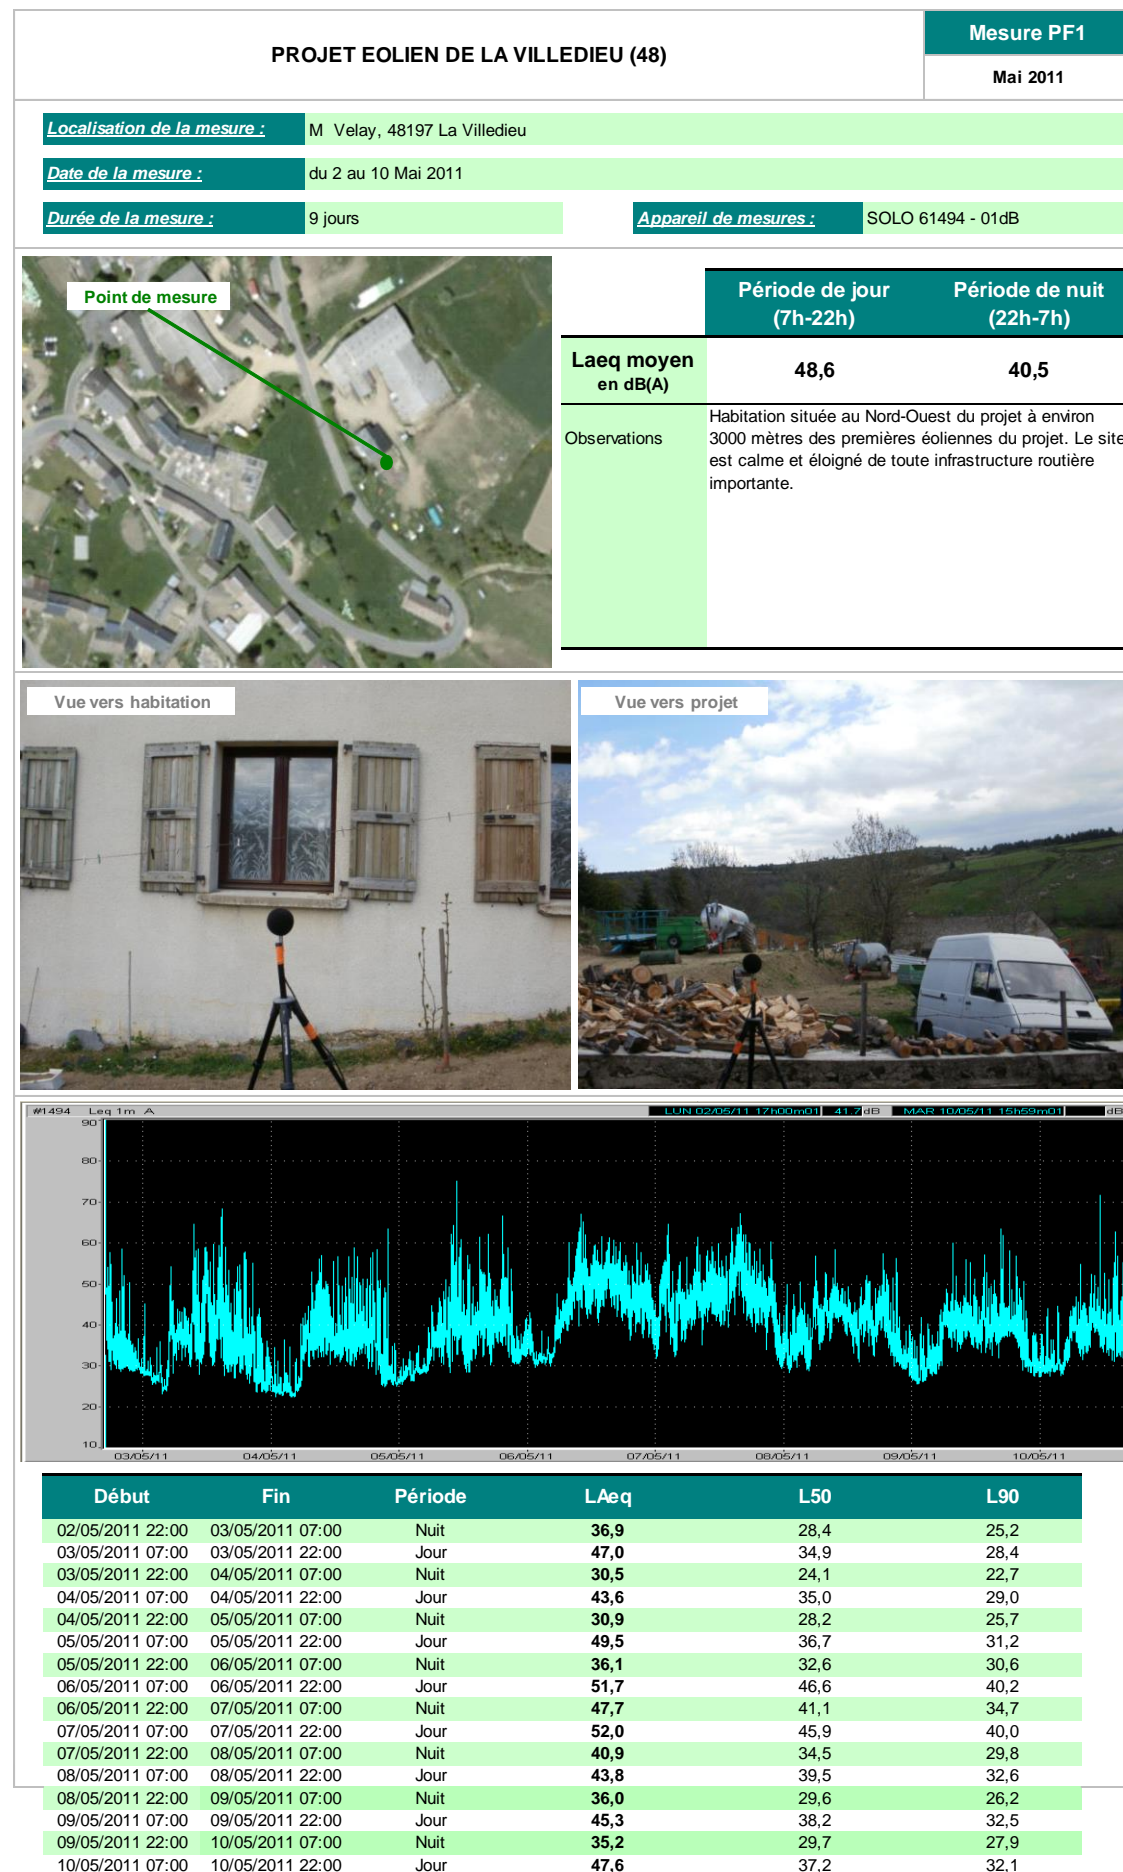 PROJET EOLIEN DE LA VILLEDIEU (48)
Mesure PF1
Mai 2011
Localisation de la mesure : M Velay, 48197 La Villedieu
Date de la mesure : du 2 au 10 Mai 2011
Durée de la mesure : 9 jours Appareil de mesures : SOLO 61494 - 01dB
Point de mesure
Période de jour Période de nuit
(7h-22h) (22h-7h)
Laeq moyen
en dB(A) 48,6 40,5
Observations
Habitation située au Nord-Ouest du projet à environ
3000 mètres des premières éoliennes du projet. Le site
est calme et éloigné de toute infrastructure routière
importante.
Vue vers habitation
Vue vers projet
#1494 Leq 1m A LUN 02/05/11 17h00m01 41.7 dB MAR 10/05/11 15h59m01 dB
90
80
70
60
50
40
30
20
10
03/05/11 04/05/11 05/05/11 06/05/11 07/05/11 08/05/11 09/05/11 10/05/11
Début Fin Période LAeq L50 L90
02/05/2011 22:00 03/05/2011 07:00 Nuit 36,9 28,4 25,2
03/05/2011 07:00 03/05/2011 22:00 Jour 47,0 34,9 28,4
03/05/2011 22:00 04/05/2011 07:00 Nuit 30,5 24,1 22,7
04/05/2011 07:00 04/05/2011 22:00 Jour 43,6 35,0 29,0
04/05/2011 22:00 05/05/2011 07:00 Nuit 30,9 28,2 25,7
05/05/2011 07:00 05/05/2011 22:00 Jour 49,5 36,7 31,2
05/05/2011 22:00 06/05/2011 07:00 Nuit 36,1 32,6 30,6
06/05/2011 07:00 06/05/2011 22:00 Jour 51,7 46,6 40,2
06/05/2011 22:00 07/05/2011 07:00 Nuit 47,7 41,1 34,7
07/05/2011 07:00 07/05/2011 22:00 Jour 52,0 45,9 40,0
07/05/2011 22:00 08/05/2011 07:00 Nuit 40,9 34,5 29,8
08/05/2011 07:00 08/05/2011 22:00 Jour 43,8 39,5 32,6
08/05/2011 22:00 09/05/2011 07:00 Nuit 36,0 29,6 26,2
09/05/2011 07:00 09/05/2011 22:00 Jour 45,3 38,2 32,5
09/05/2011 22:00 10/05/2011 07:00 Nuit 35,2 29,7 27,9
10/05/2011 07:00 10/05/2011 22:00 Jour 47,6 37,2 32,1